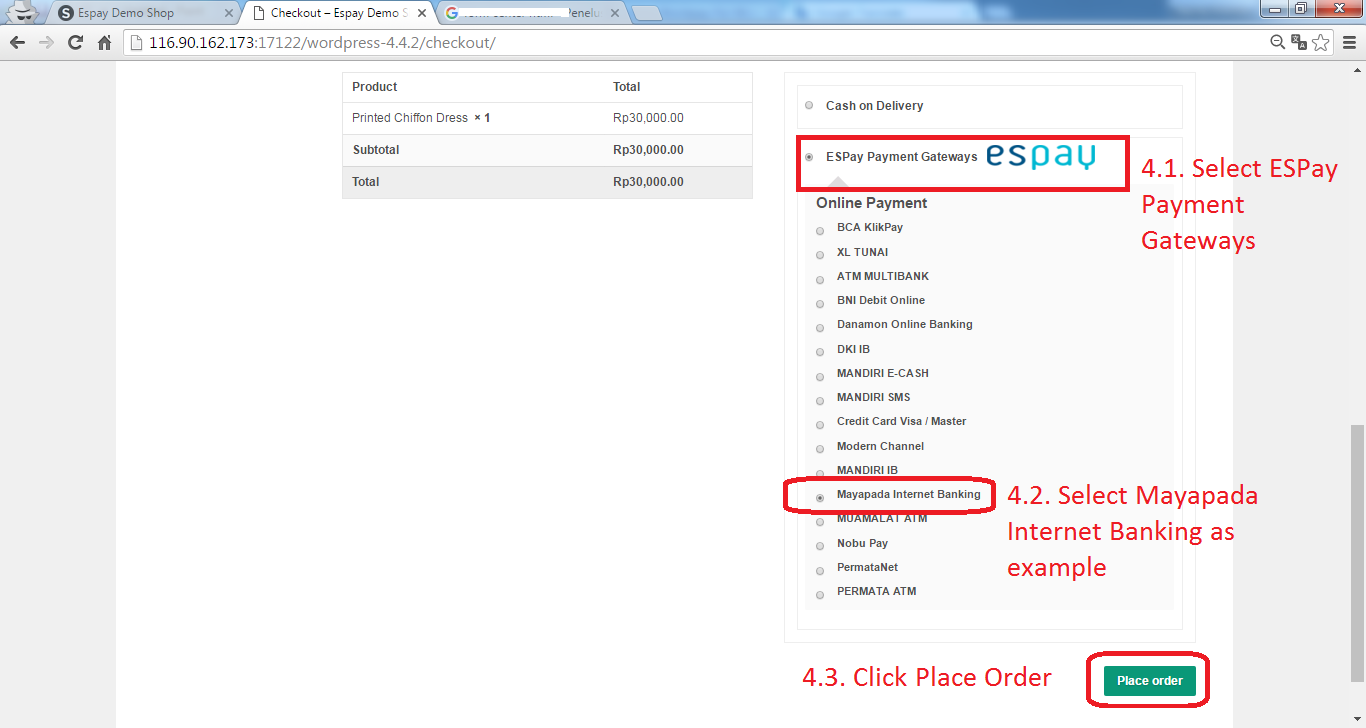 Espay Demo Shop
Checkout – Espay Demo S
116.90.162.173:17122/wordpress-4.4.2/checkout/
Product Total
Printed Chiffon Dress × 1 Rp30,000.00
Subtotal Rp30,000.00
Total Rp30,000.00
Cash on Delivery
ESPay Payment Gateways espay
4.1. Select ESPay
Payment
Gateways
Online Payment
BCA KlikPay
XL TUNAI
ATM MULTIBANK
BNI Debit Online
Danamon Online Banking
DKI IB
MANDIRI E-CASH
MANDIRI SMS
Credit Card Visa / Master
Modern Channel
MANDIRI IB
Mayapada Internet Banking
4.2. Select Mayapada
Internet Banking as
example
MUAMALAT ATM
Nobu Pay
PermataNet
PERMATA ATM
4.3. Click Place Order
Place order